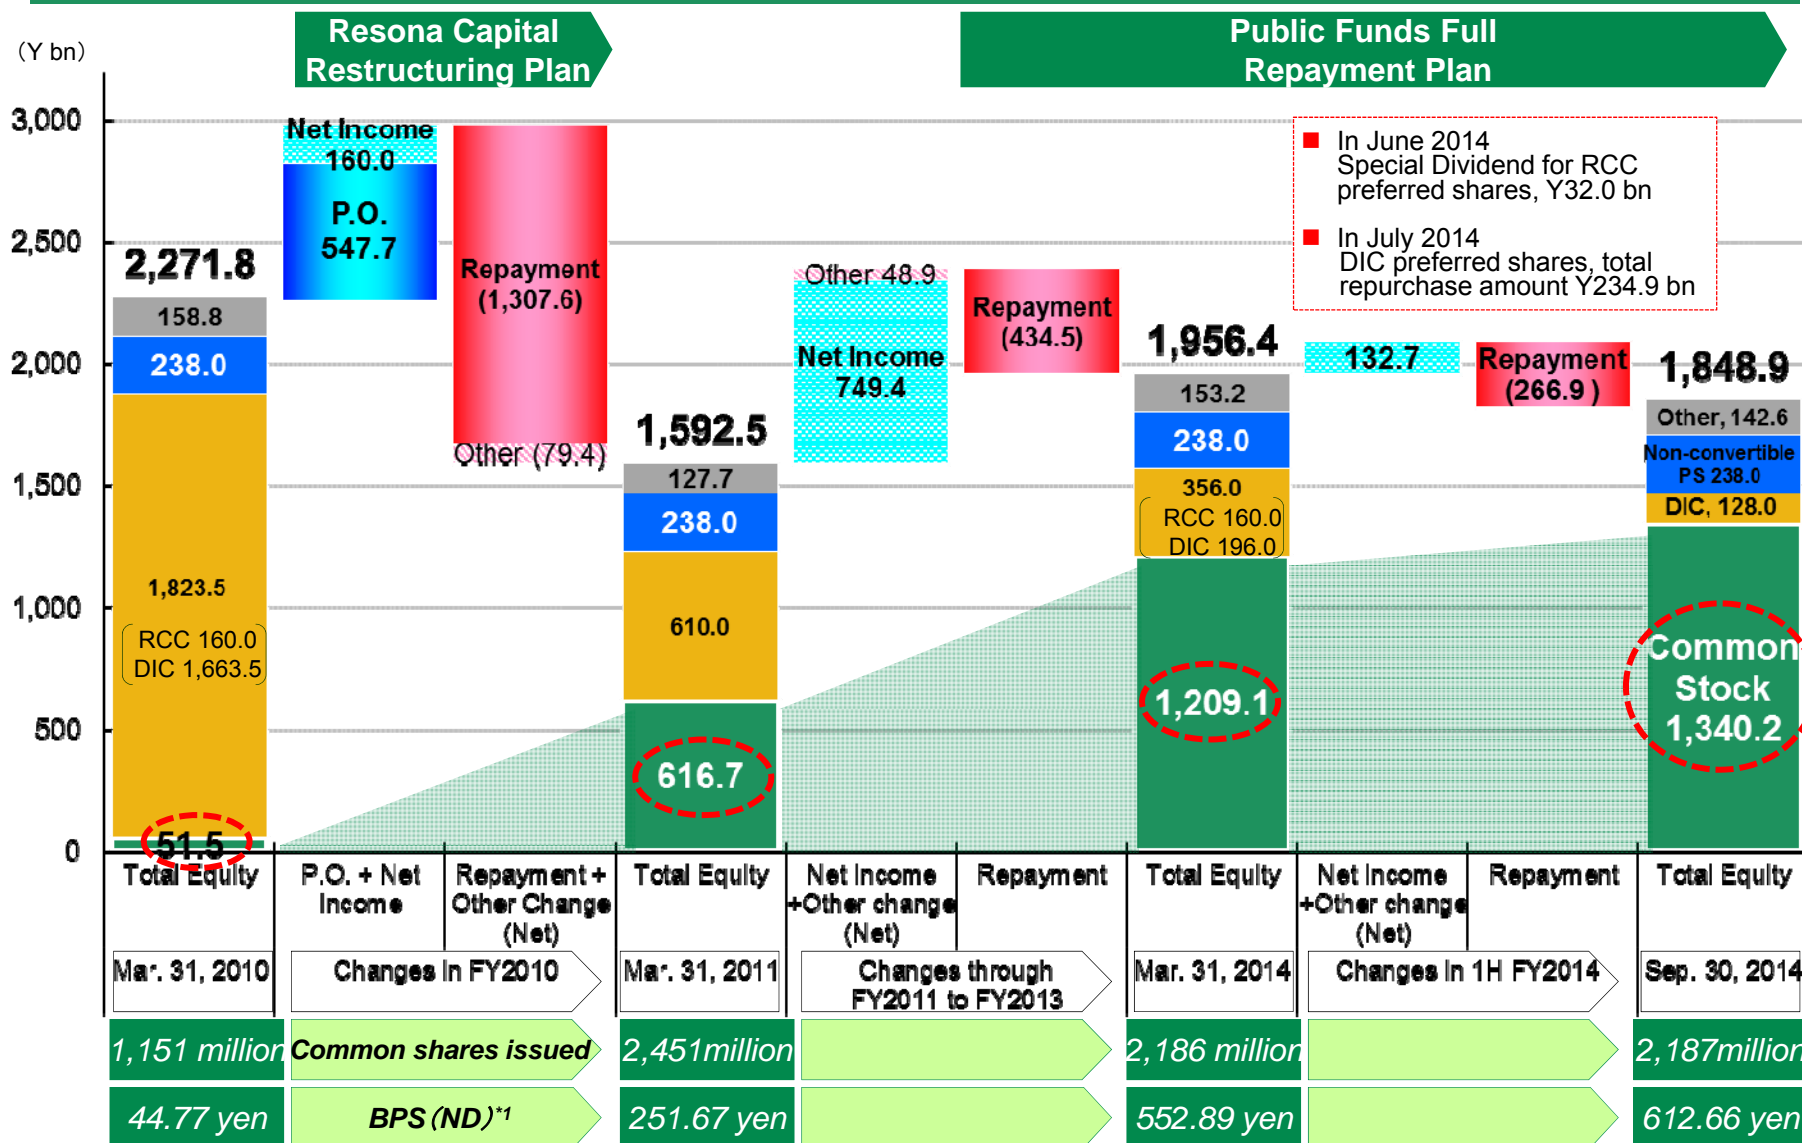 Resona Capital
Restructuring Plan
Public Funds Full
Repayment Plan
（Y bn）
3,000
2,500
2,000
1,500
1,000
500
0
In June 2014
Special Dividend for RCC
preferred shares, Y32.0 bn
In July 2014
DIC preferred shares, total
repurchase amount Y234.9 bn
2,271.8
158.8
238.0
1,823.5
RCC 160.0
DIC 1,663.5
51.5
Net Income
160.0
P.O.
547.7
Repayment
(1,307.6)
Other (79.4)
1,592.5
127.7
238.0
610.0
616.7
Other 48.9
Net Income
749.4
Repayment
(434.5)
1,956.4
153.2
238.0
356.0
RCC 160.0
DIC 196.0
1,209.1
132.7
Repayment
(266.9 )
1,848.9
Other, 142.6
Non-convertible
PS 238.0
DIC, 128.0
Common
Stock
1,340.2
Total Equity
P.O. + Net
Income
Repayment +
Other Change
(Net)
Total Equity
Net Income
+Other change
(Net)
Repayment
Total Equity
Net Income
+Other change
(Net)
Repayment
Total Equity
Mar. 31, 2010
Changes in FY2010
Mar. 31, 2011
Changes through
FY2011 to FY2013
Mar. 31, 2014
Changes in 1H FY2014
Sep. 30, 2014
1,151 million
Common shares issued
2,451million
2,186 million
2,187million
44.77 yen
BPS（ND）*1
251.67 yen
552.89 yen
612.66 yen